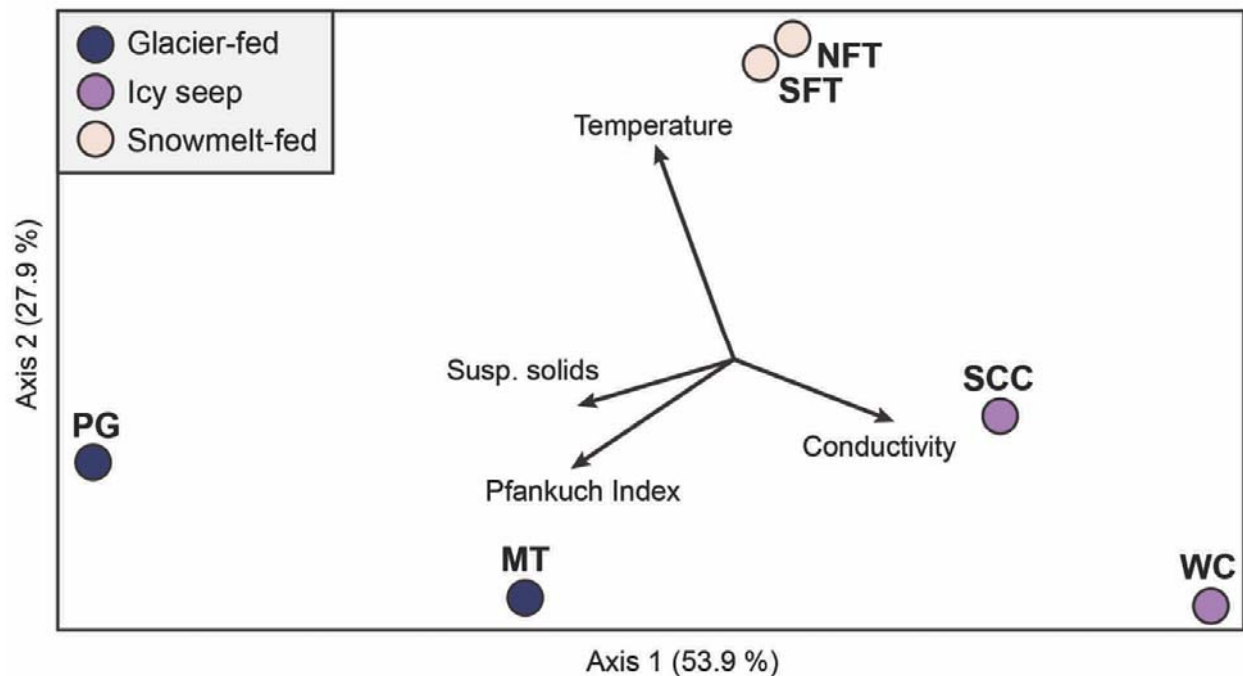 Glacier-fed
Icy seep
Snowmelt-fed
NFT
SFT
Temperature
Susp. solids
SCC
Conductivity
PG
Pfankuch Index
MT
WC
Axis 2 (27.9 %)
Axis 1 (53.9 %)